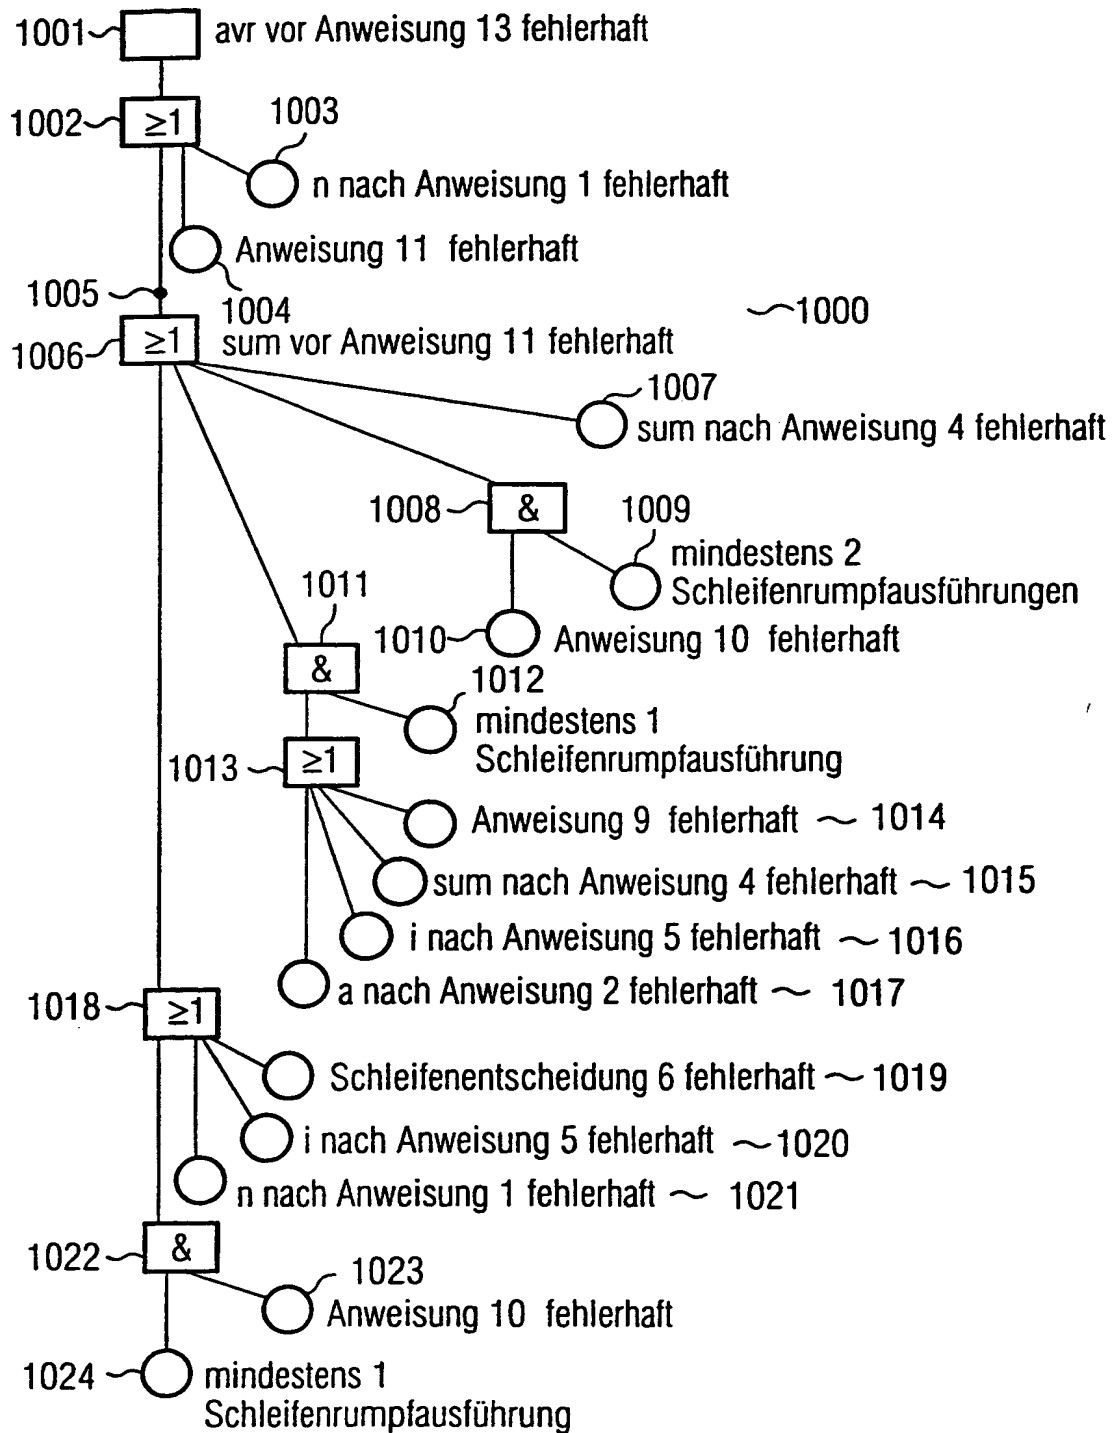 1001 avr vor Anweisung 13 fehlerhaft
1002 ≥1 1003
n nach Anweisung 1 fehlerhaft
Anweisung 11 fehlerhaft
1005 1004 1000
1006 ≥1 sum vor Anweisung 11 fehlerhaft
1007
sum nach Anweisung 4 fehlerhaft
1008 & 1009
mindestens 2
Schleifenrumpfausführungen
1011
1010 Anweisung 10 fehlerhaft
& 1012
mindestens 1
Schleifenrumpfausführung
1013 ≥1
Anweisung 9 fehlerhaft 1014
sum nach Anweisung 4 fehlerhaft 1015
i nach Anweisung 5 fehlerhaft 1016
a nach Anweisung 2 fehlerhaft 1017
1018 ≥1
Schleifenentscheidung 6 fehlerhaft 1019
i nach Anweisung 5 fehlerhaft 1020
n nach Anweisung 1 fehlerhaft 1021
1022 &
1023
Anweisung 10 fehlerhaft
1024 mindestens 1
Schleifenrumpfausführung